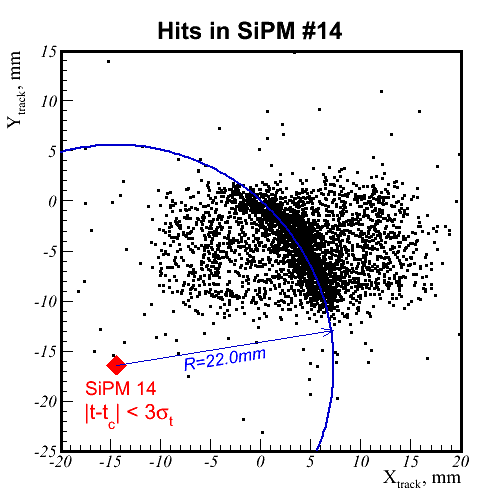 Hits in SiPM #14
Y_track, mm
15
10
5
0
-5
-10
-15
-20
-25
R=22.0mm
SiPM 14
|t-t_c| < 3σ_t
-20 -15 -10 -5 0 5 10 15 20
X_track, mm